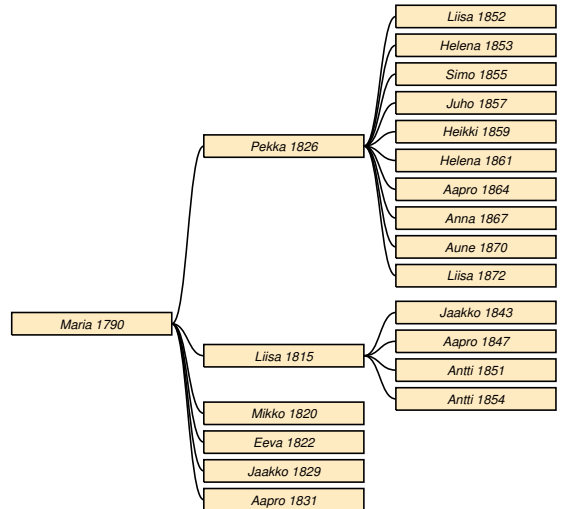 Liisa 1852
Helena 1853
Simo 1855
Juho 1857
Pekka 1826
Heikki 1859
Helena 1861
Aapro 1864
Anna 1867
Aune 1870
Liisa 1872
Maria 1790
Jaakko 1843
Liisa 1815
Aapro 1847
Antti 1851
Antti 1854
Mikko 1820
Eeva 1822
Jaakko 1829
Aapro 1831